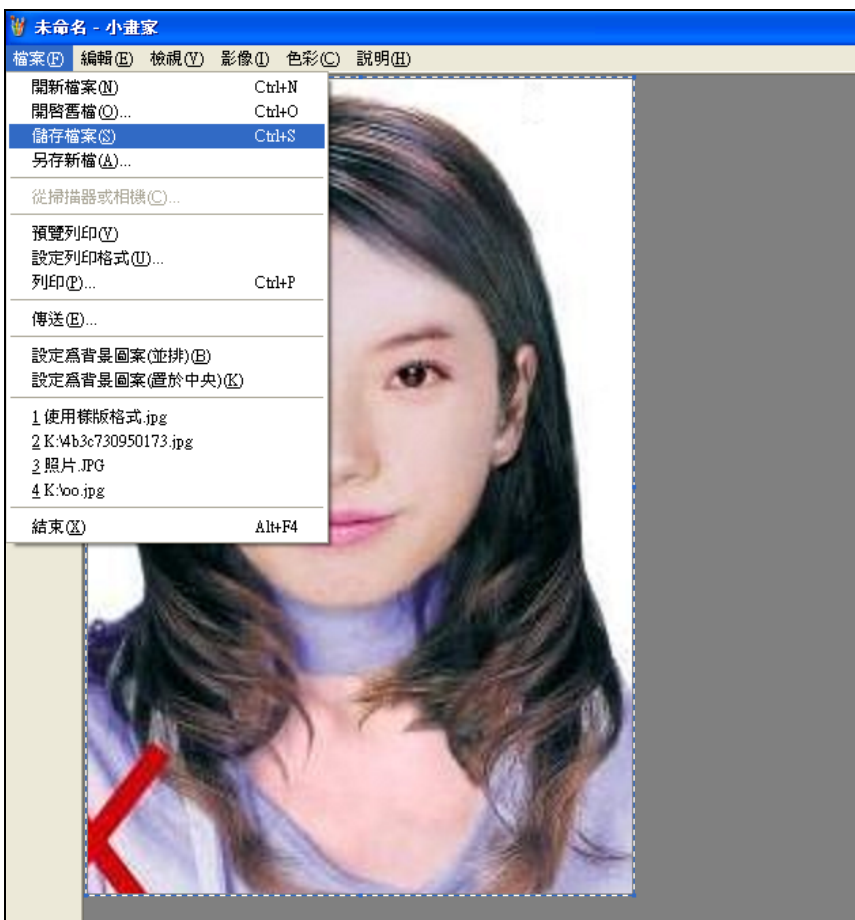 未命名 - 小畫家
檔案(F) 編輯(E) 檢視(V) 影像(I) 色彩(C) 說明(H)
開新檔案(N) Ctrl+N
開啓舊檔(O)... Ctrl+O
儲存檔案(S) Ctrl+S
另存新檔(A)...
從掃描器或相機(C)...
預覽列印(V)
設定列印格式(U)...
列印(P)... Ctrl+P
傳送(E)...
設定爲背景圖案(並排)(B)
設定爲背景圖案(置於中央)(K)
1 使用樣版格式.jpg
2 K:\4b3c730950173.jpg
3 照片.JPG
4 K:\oo.jpg
結束(X) Alt+F4